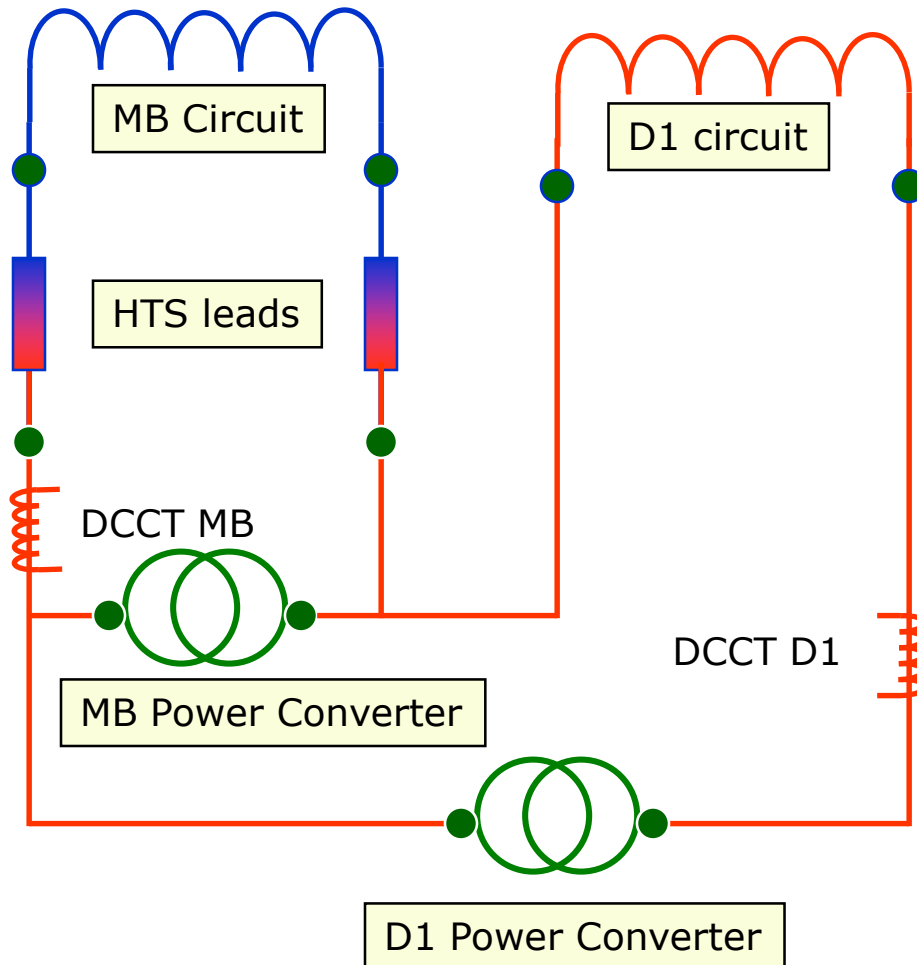 MB Circuit
D1 circuit
HTS leads
DCCT MB
DCCT D1
MB Power Converter
D1 Power Converter